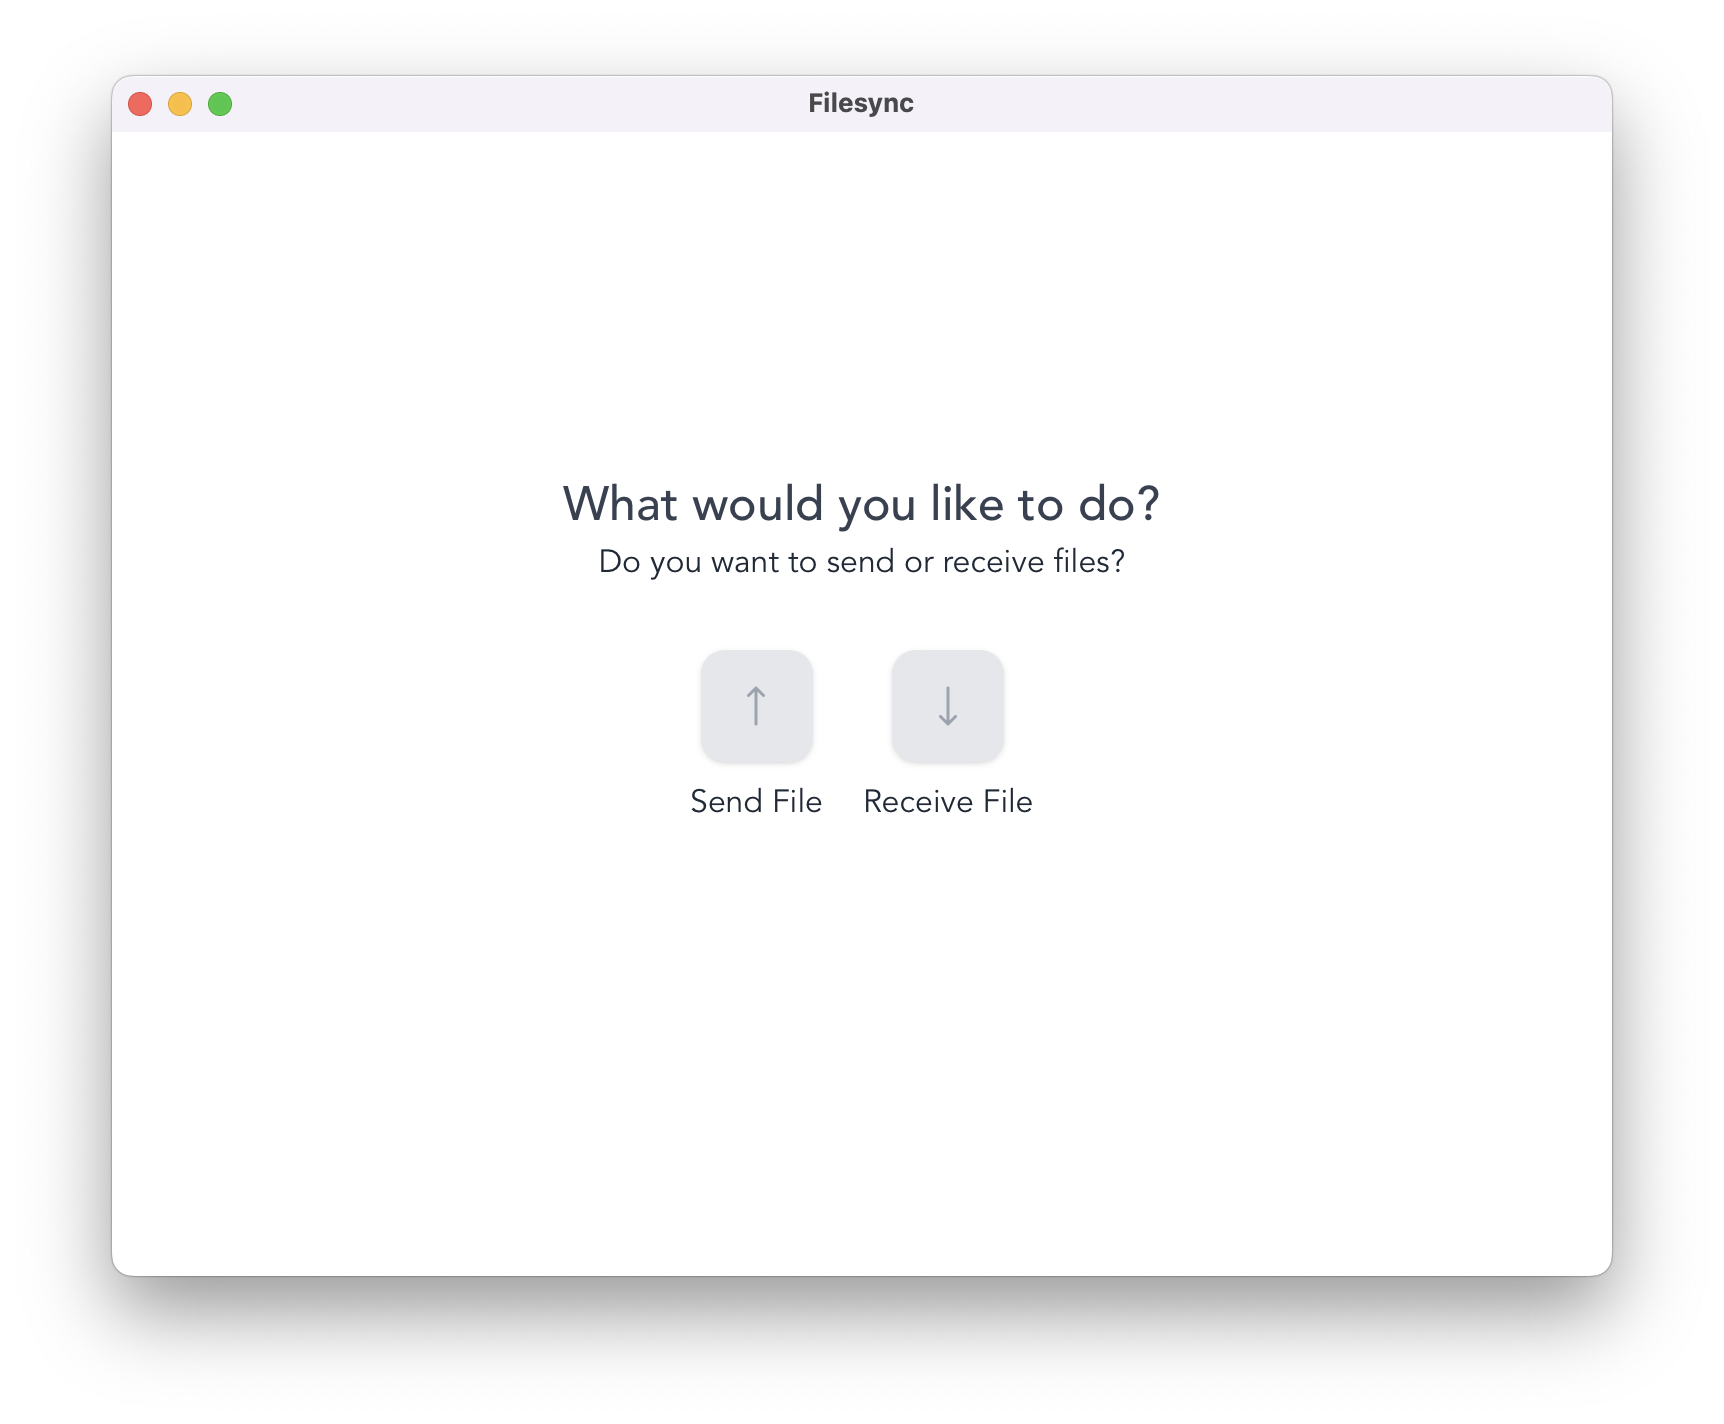 Filesync
What would you like to do?
Do you want to send or receive files?
Send File
Receive File